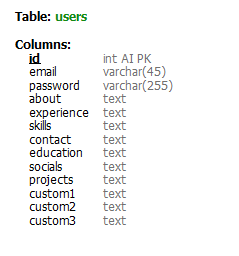 Table: users
Columns:
id int AI PK
email varchar(45)
password varchar(255)
about text
experience text
skills text
contact text
education text
socials text
projects text
custom1 text
custom2 text
custom3 text